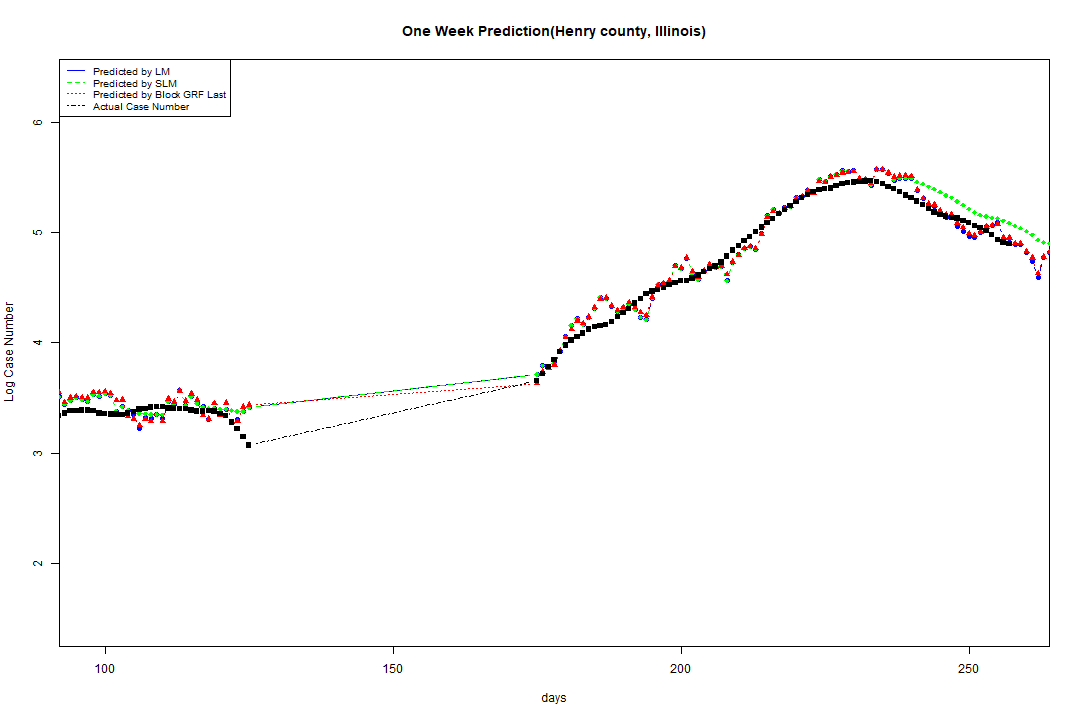 One Week Prediction(Henry county, Illinois)
Predicted by LM
Predicted by SLM
Predicted by Block GRF Last
Actual Case Number
6
5
4
3
2
Log Case Number
100 150 200 250
days